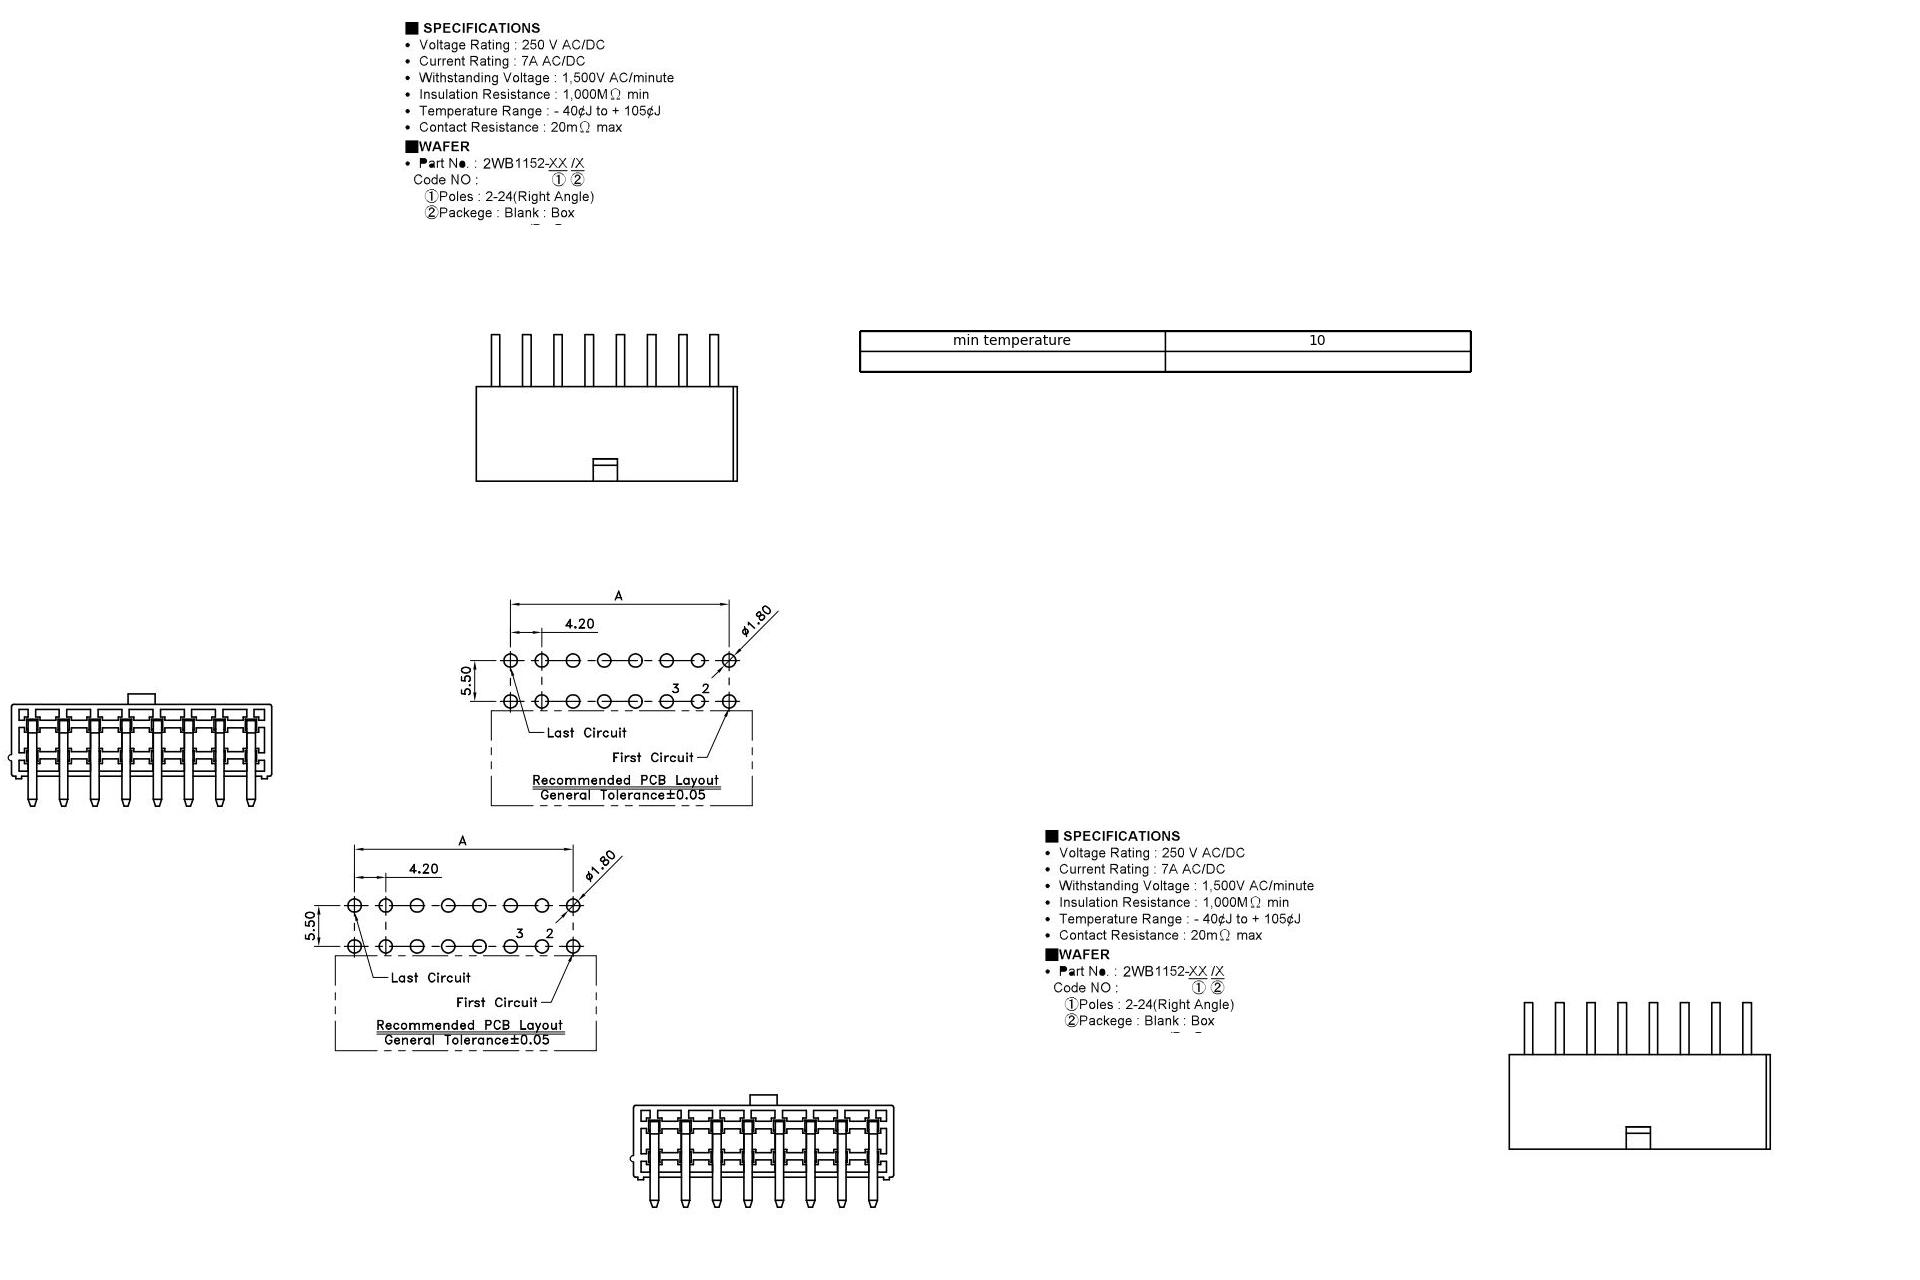 ■ SPECIFICATIONS
• Voltage Rating : 250 V AC/DC
• Current Rating : 7A AC/DC
• Withstanding Voltage : 1,500V AC/minute
• Insulation Resistance : 1,000MΩ min
• Temperature Range : - 40¢J to + 105¢J
• Contact Resistance : 20mΩ max
■WAFER
• Part No. : 2WB1152-XX /X
Code NO : ① ②
①Poles : 2-24(Right Angle)
②Packege : Blank : Box
min temperature 10
A
4.20
ø1.80
5.50
3 2
Last Circuit
First Circuit
Recommended PCB Layout
General Tolerance±0.05
A
4.20
ø1.80
5.50
3 2
Last Circuit
First Circuit
Recommended PCB Layout
General Tolerance±0.05
■ SPECIFICATIONS
• Voltage Rating : 250 V AC/DC
• Current Rating : 7A AC/DC
• Withstanding Voltage : 1,500V AC/minute
• Insulation Resistance : 1,000MΩ min
• Temperature Range : - 40¢J to + 105¢J
• Contact Resistance : 20mΩ max
■WAFER
• Part No. : 2WB1152-XX /X
Code NO : ① ②
①Poles : 2-24(Right Angle)
②Packege : Blank : Box